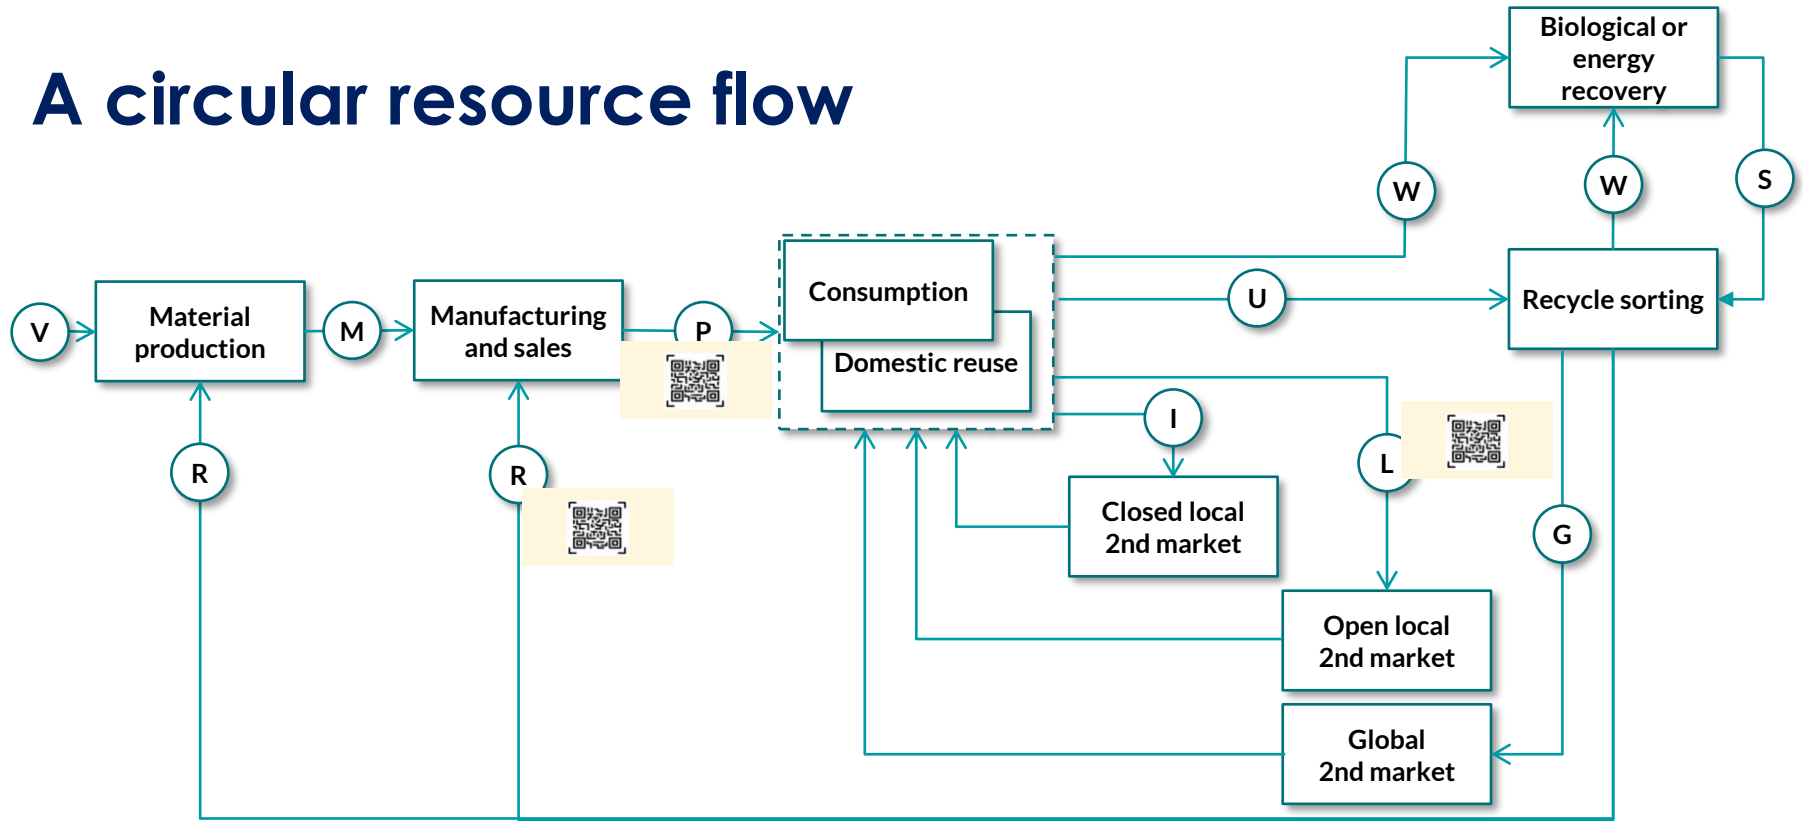 A circular resource flow
Biological or
energy
recovery
W
W
S
Consumption
Domestic reuse
U
Recycle sorting
V
Material
production
M
Manufacturing
and sales
P
I
L
R
R
Closed local
2nd market
G
Open local
2nd market
Global
2nd market